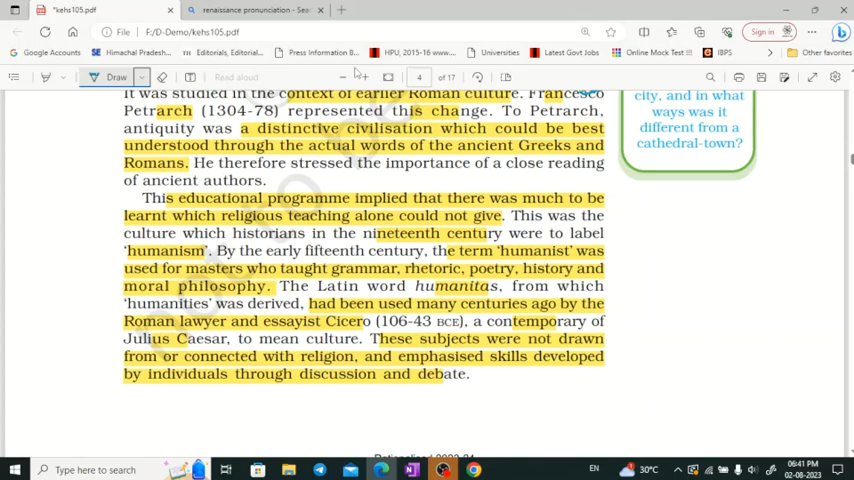 *kehs105.pdf
renaissance pronunciation - Sea
File F:/D-Demo/kehs105.pdf
Sign in
Google Accounts
Himachal Pradesh...
Editorials, Editorial...
Press Information B...
HPU, 2015-16 www....
Universities
Latest Govt Jobs
Online Mock Test !!!
IBPS
Other favorites
Draw
Read aloud
4 of 17
It was studied in the context of earlier Roman culture. Francesco
Petrarch (1304-78) represented this change. To Petrarch,
antiquity was a distinctive civilisation which could be best
understood through the actual words of the ancient Greeks and
Romans. He therefore stressed the importance of a close reading
of ancient authors.
This educational programme implied that there was much to be
learnt which religious teaching alone could not give. This was the
culture which historians in the nineteenth century were to label
'humanism'. By the early fifteenth century, the term 'humanist' was
used for masters who taught grammar, rhetoric, poetry, history and
moral philosophy. The Latin word humanitas, from which
'humanities' was derived, had been used many centuries ago by the
Roman lawyer and essayist Cicero (106-43 BCE), a contemporary of
Julius Caesar, to mean culture. These subjects were not drawn
from or connected with religion, and emphasised skills developed
by individuals through discussion and debate.
city, and in what
ways was it
different from a
cathedral-town?
not to be
Rationalised 2023-24
Type here to search
EN
30°C
06:41 PM
02-08-2023